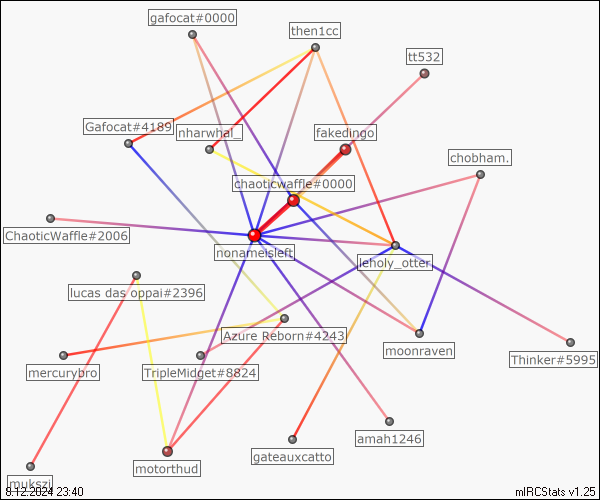 gafocat#0000
then1cc
tt532
Gafocat#4189
nharwhal_
fakedingo
chobham.
chaoticwaffle#0000
ChaoticWaffle#2006
nonameisleft
leholy_otter
lucas das oppai#2396
Azure Reborn#4243
moonraven
Thinker#5995
mercurybro
TripleMidget#8824
amah1246
gateauxcatto
motorthud
mukszi
8.12.2024 23:40
mIRCStats v1.25